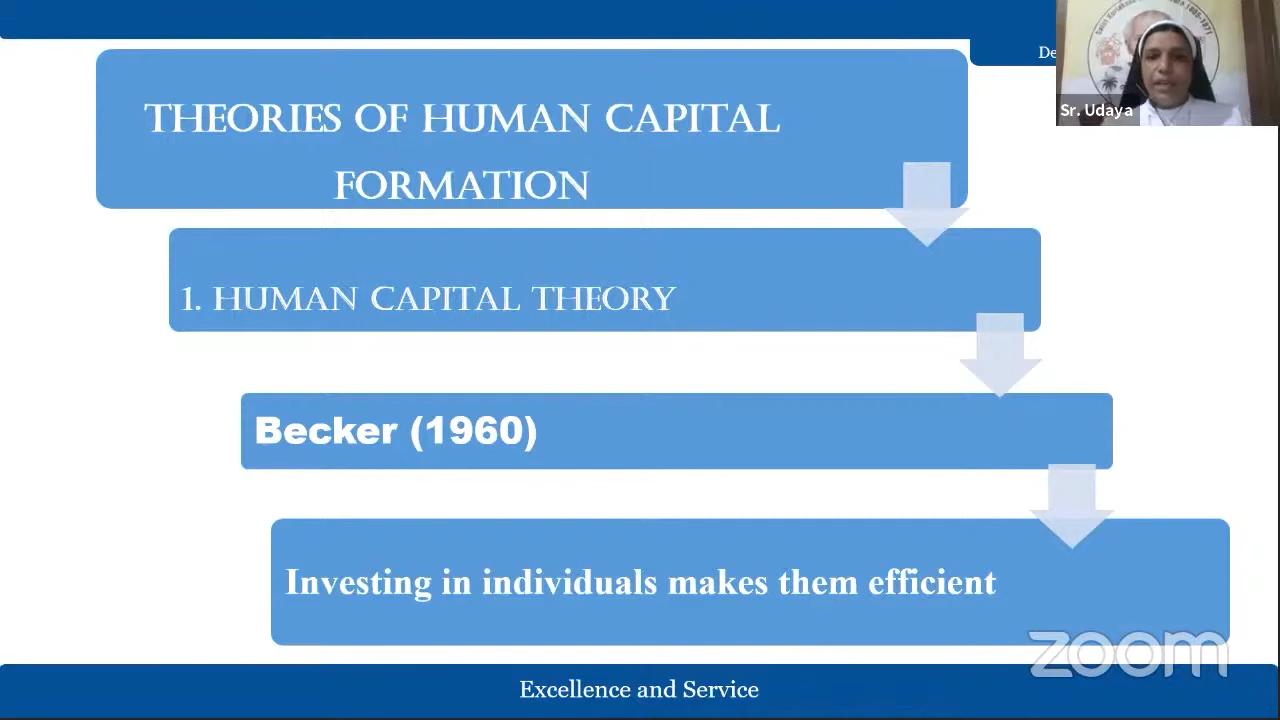 De
Sr. Udaya
THEORIES OF HUMAN CAPITAL
FORMATION
1. HUMAN CAPITAL THEORY
Becker (1960)
Investing in individuals makes them efficient
zoom
Excellence and Service